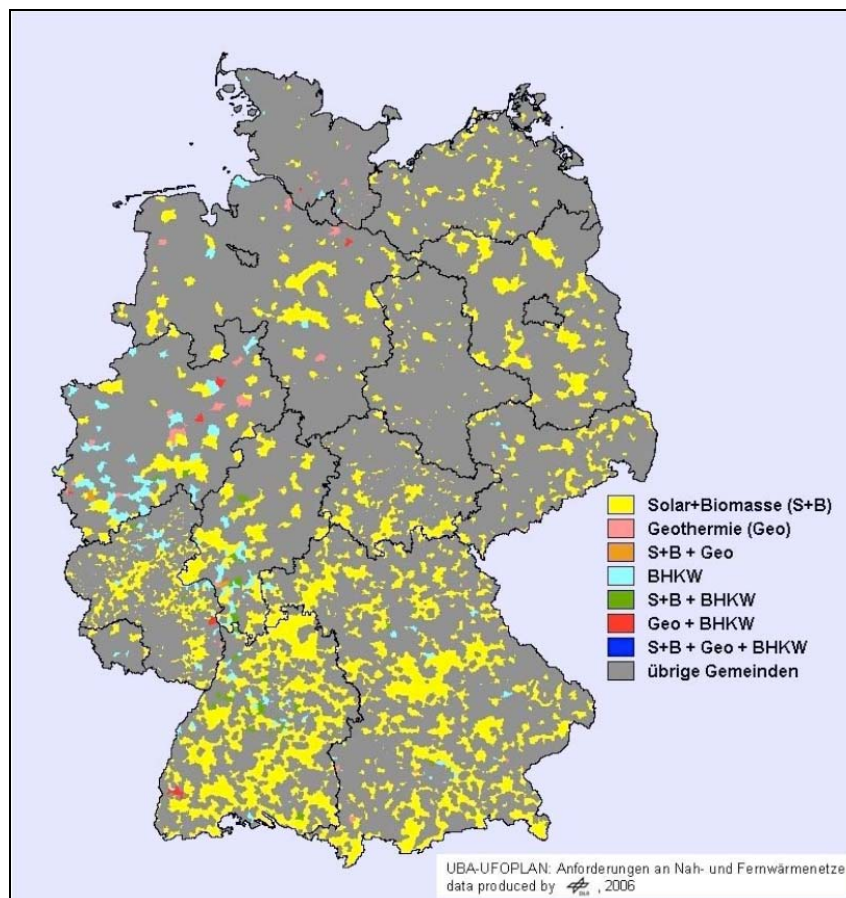 Solar+Biomasse (S+B)
Geothermie (Geo)
S+B + Geo
BHKW
S+B + BHKW
Geo + BHKW
S+B + Geo + BHKW
übrige Gemeinden
UBA-UFOPLAN: Anforderungen an Nah- und Fernwärmenetze
data produced by , 2006